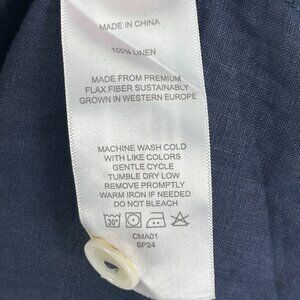 MADE IN CHINA
100% LINEN
MADE FROM PREMIUM
FLAX FIBER SUSTAINABLY
GROWN IN WESTERN EUROPE
MACHINE WASH COLD
WITH LIKE COLORS
GENTLE CYCLE
TUMBLE DRY LOW
REMOVE PROMPTLY
WARM IRON IF NEEDED
DO NOT BLEACH
30°
CMA01
SP24